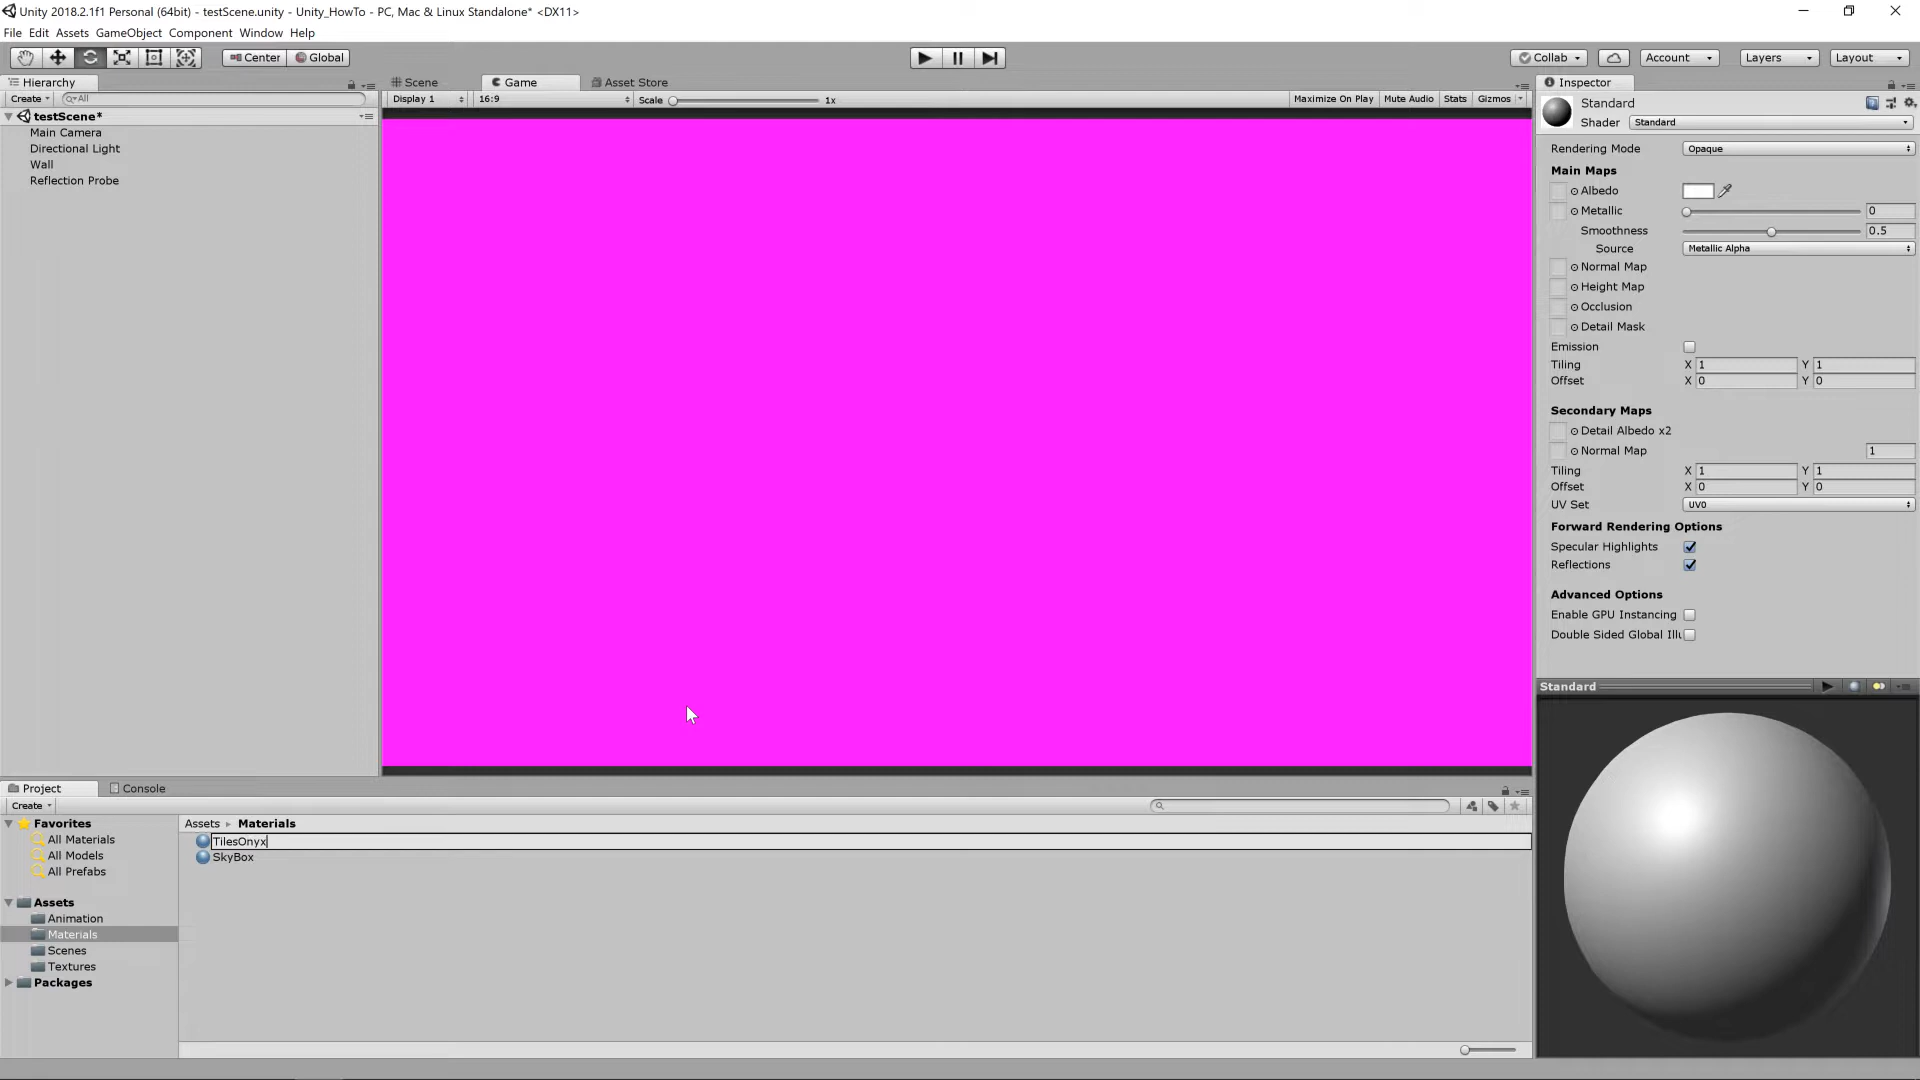 Unity 2018.2.1f1 Personal (64bit) - testScene.unity - Unity_HowTo - PC, Mac & Linux Standalone* <DX11>
File Edit Assets GameObject Component Window Help
Center Global Collab Account Layers Layout
Hierarchy Scene Game Asset Store Inspector
Create All Display 1 16:9 Scale 1x Maximize On Play Mute Audio Stats Gizmos
Standard
testScene*
Shader Standard
Main Camera
Directional Light
Wall
Reflection Probe
Rendering Mode Opaque
Main Maps
Albedo
Metallic 0
Smoothness 0.5
Source Metallic Alpha
Normal Map
Height Map
Occlusion
Detail Mask
Emission
Tiling X 1 Y 1
Offset X 0 Y 0
Secondary Maps
Detail Albedo x2
Normal Map 1
Tiling X 1 Y 1
Offset X 0 Y 0
UV Set UV0
Forward Rendering Options
Specular Highlights
Reflections
Advanced Options
Enable GPU Instancing
Double Sided Global Illu
Standard
Project Console
Create
Favorites
All Materials
All Models
All Prefabs
Assets
Animation
Materials
Scenes
Textures
Packages
Assets Materials
TilesOnyx
SkyBox